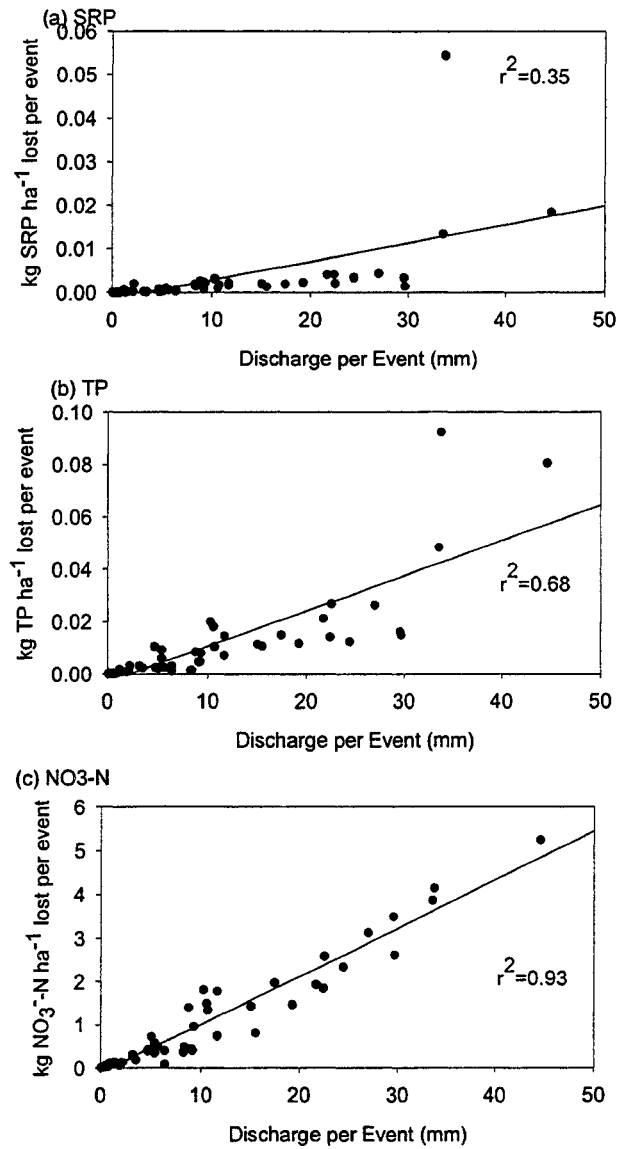 (a) SRP
0.06
0.05
0.04
0.03
0.02
0.01
0.00
kg SRP ha⁻¹ lost per event
r²=0.35
0 10 20 30 40 50
Discharge per Event (mm)
(b) TP
0.10
0.08
0.06
0.04
0.02
0.00
kg TP ha⁻¹ lost per event
r²=0.68
0 10 20 30 40 50
Discharge per Event (mm)
(c) NO3-N
6
5
4
3
2
1
0
kg NO₃⁻-N ha⁻¹ lost per event
r²=0.93
0 10 20 30 40 50
Discharge per Event (mm)